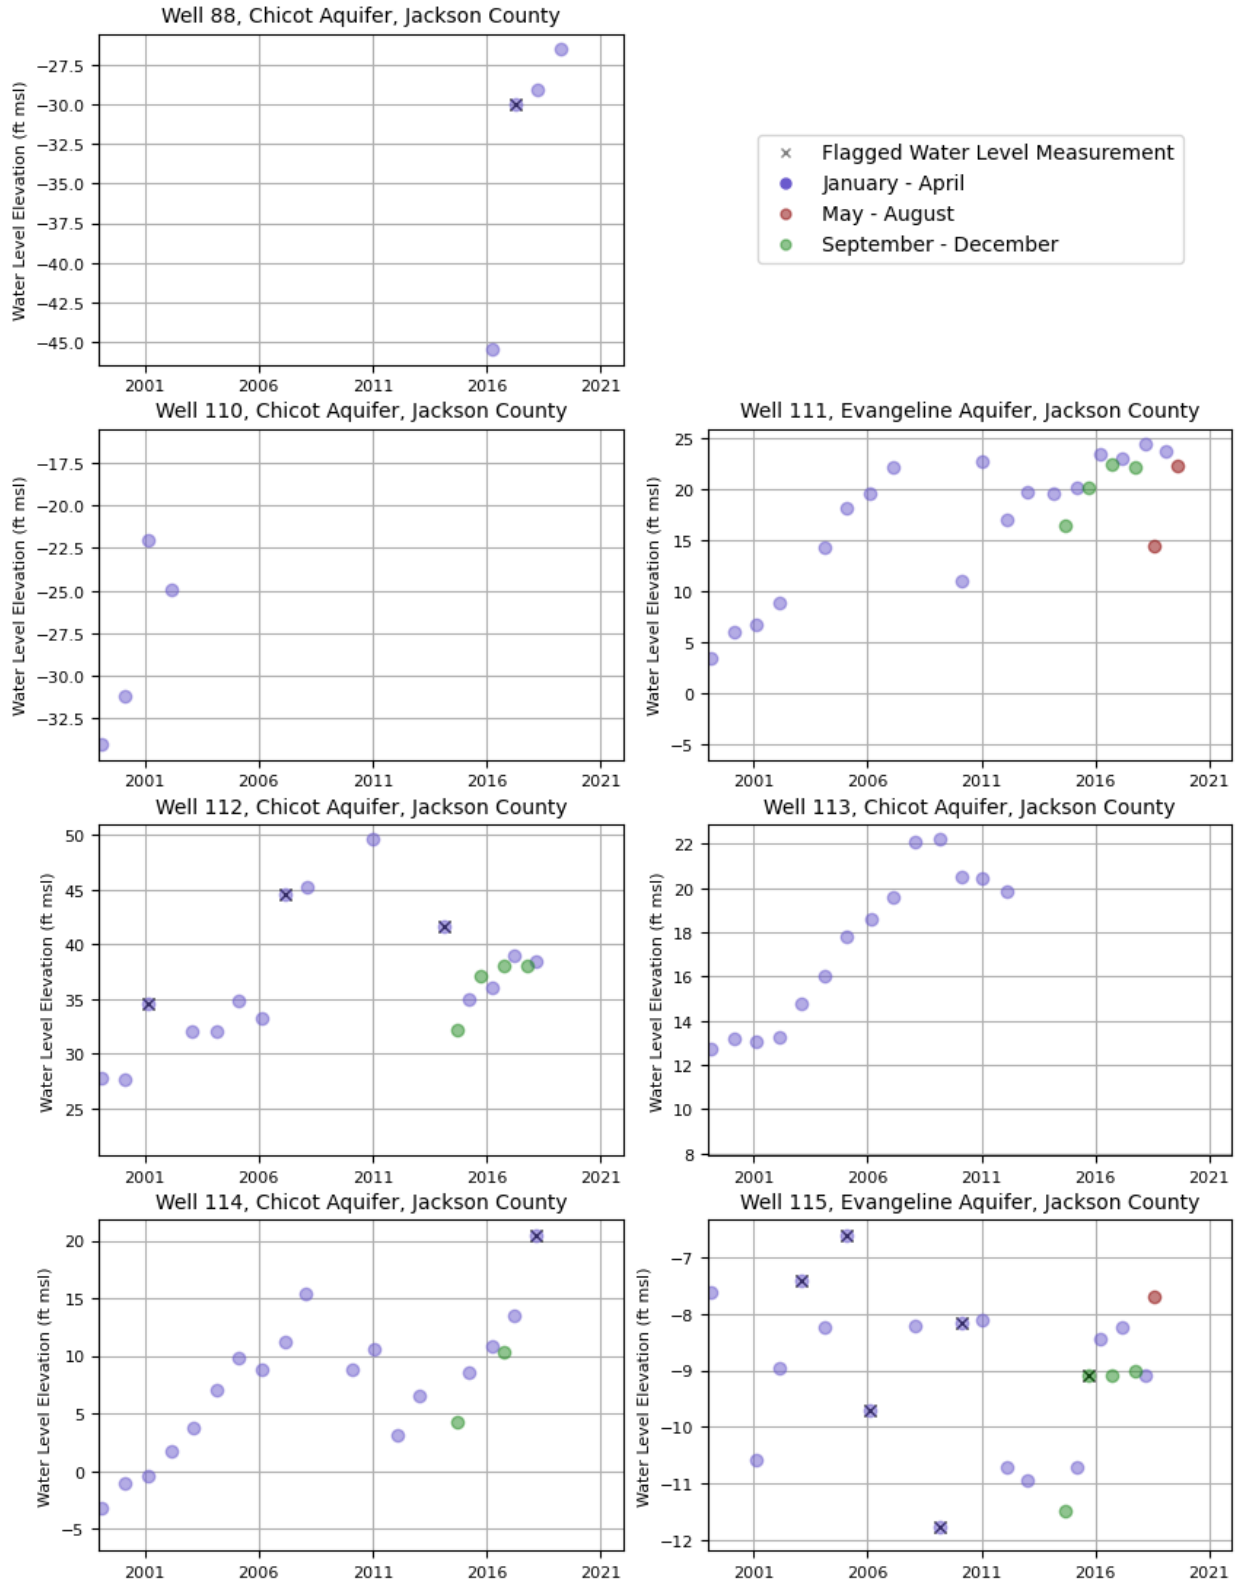 Well 88, Chicot Aquifer, Jackson County
Water Level Elevation (ft msl)
−27.5
−30.0
−32.5
−35.0
−37.5
−40.0
−42.5
−45.0
2001 2006 2011 2016 2021
Flagged Water Level Measurement
January - April
May - August
September - December
Well 110, Chicot Aquifer, Jackson County
Water Level Elevation (ft msl)
−17.5
−20.0
−22.5
−25.0
−27.5
−30.0
−32.5
2001 2006 2011 2016 2021
Well 111, Evangeline Aquifer, Jackson County
Water Level Elevation (ft msl)
25
20
15
10
5
0
−5
2001 2006 2011 2016 2021
Well 112, Chicot Aquifer, Jackson County
Water Level Elevation (ft msl)
50
45
40
35
30
25
2001 2006 2011 2016 2021
Well 113, Chicot Aquifer, Jackson County
Water Level Elevation (ft msl)
22
20
18
16
14
12
10
8
2001 2006 2011 2016 2021
Well 114, Chicot Aquifer, Jackson County
Water Level Elevation (ft msl)
20
15
10
5
0
−5
2001 2006 2011 2016 2021
Well 115, Evangeline Aquifer, Jackson County
Water Level Elevation (ft msl)
−7
−8
−9
−10
−11
−12
2001 2006 2011 2016 2021